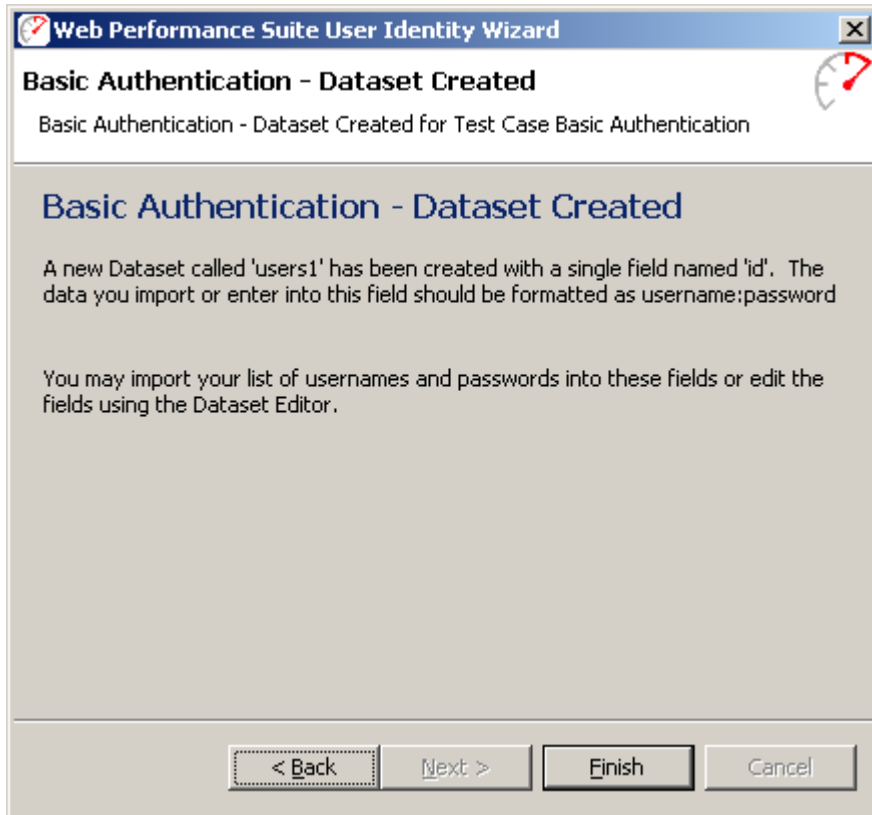 Web Performance Suite User Identity Wizard
Basic Authentication - Dataset Created
Basic Authentication - Dataset Created for Test Case Basic Authentication
Basic Authentication - Dataset Created
A new Dataset called 'users1' has been created with a single field named 'id'.  The
data you import or enter into this field should be formatted as username:password
You may import your list of usernames and passwords into these fields or edit the
fields using the Dataset Editor.
< Back
Next >
Finish
Cancel